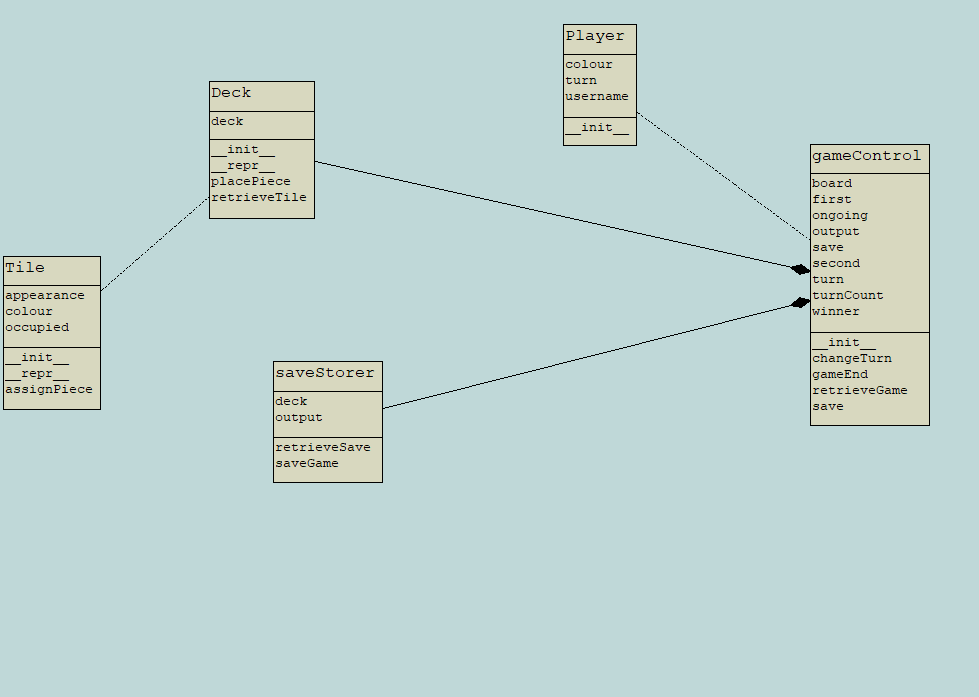 Player
colour
turn
username
__init__
Deck
deck
__init__
__repr__
placePiece
retrieveTile
gameControl
board
first
ongoing
output
save
second
turn
turnCount
winner
__init__
changeTurn
gameEnd
retrieveGame
save
Tile
appearance
colour
occupied
__init__
__repr__
assignPiece
saveStorer
deck
output
retrieveSave
saveGame